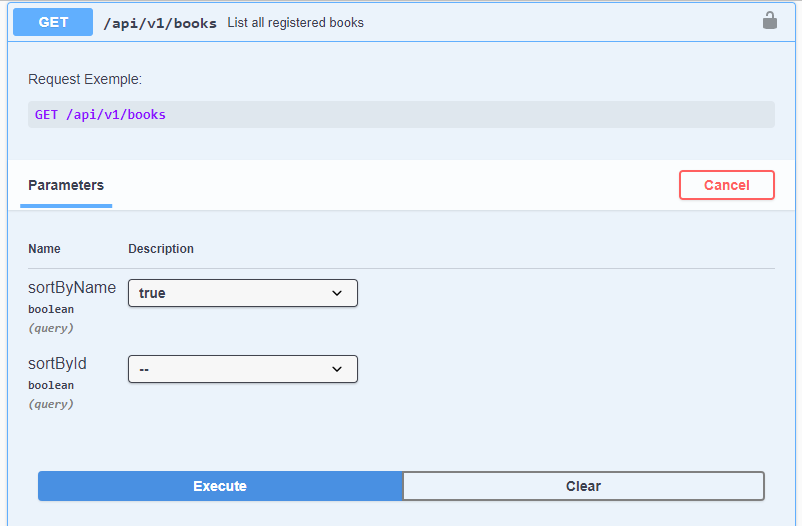 GET /api/v1/books List all registered books
Request Exemple:
GET /api/v1/books
Parameters
Cancel
Name Description
sortByName true
boolean
(query)
sortById --
boolean
(query)
Execute Clear